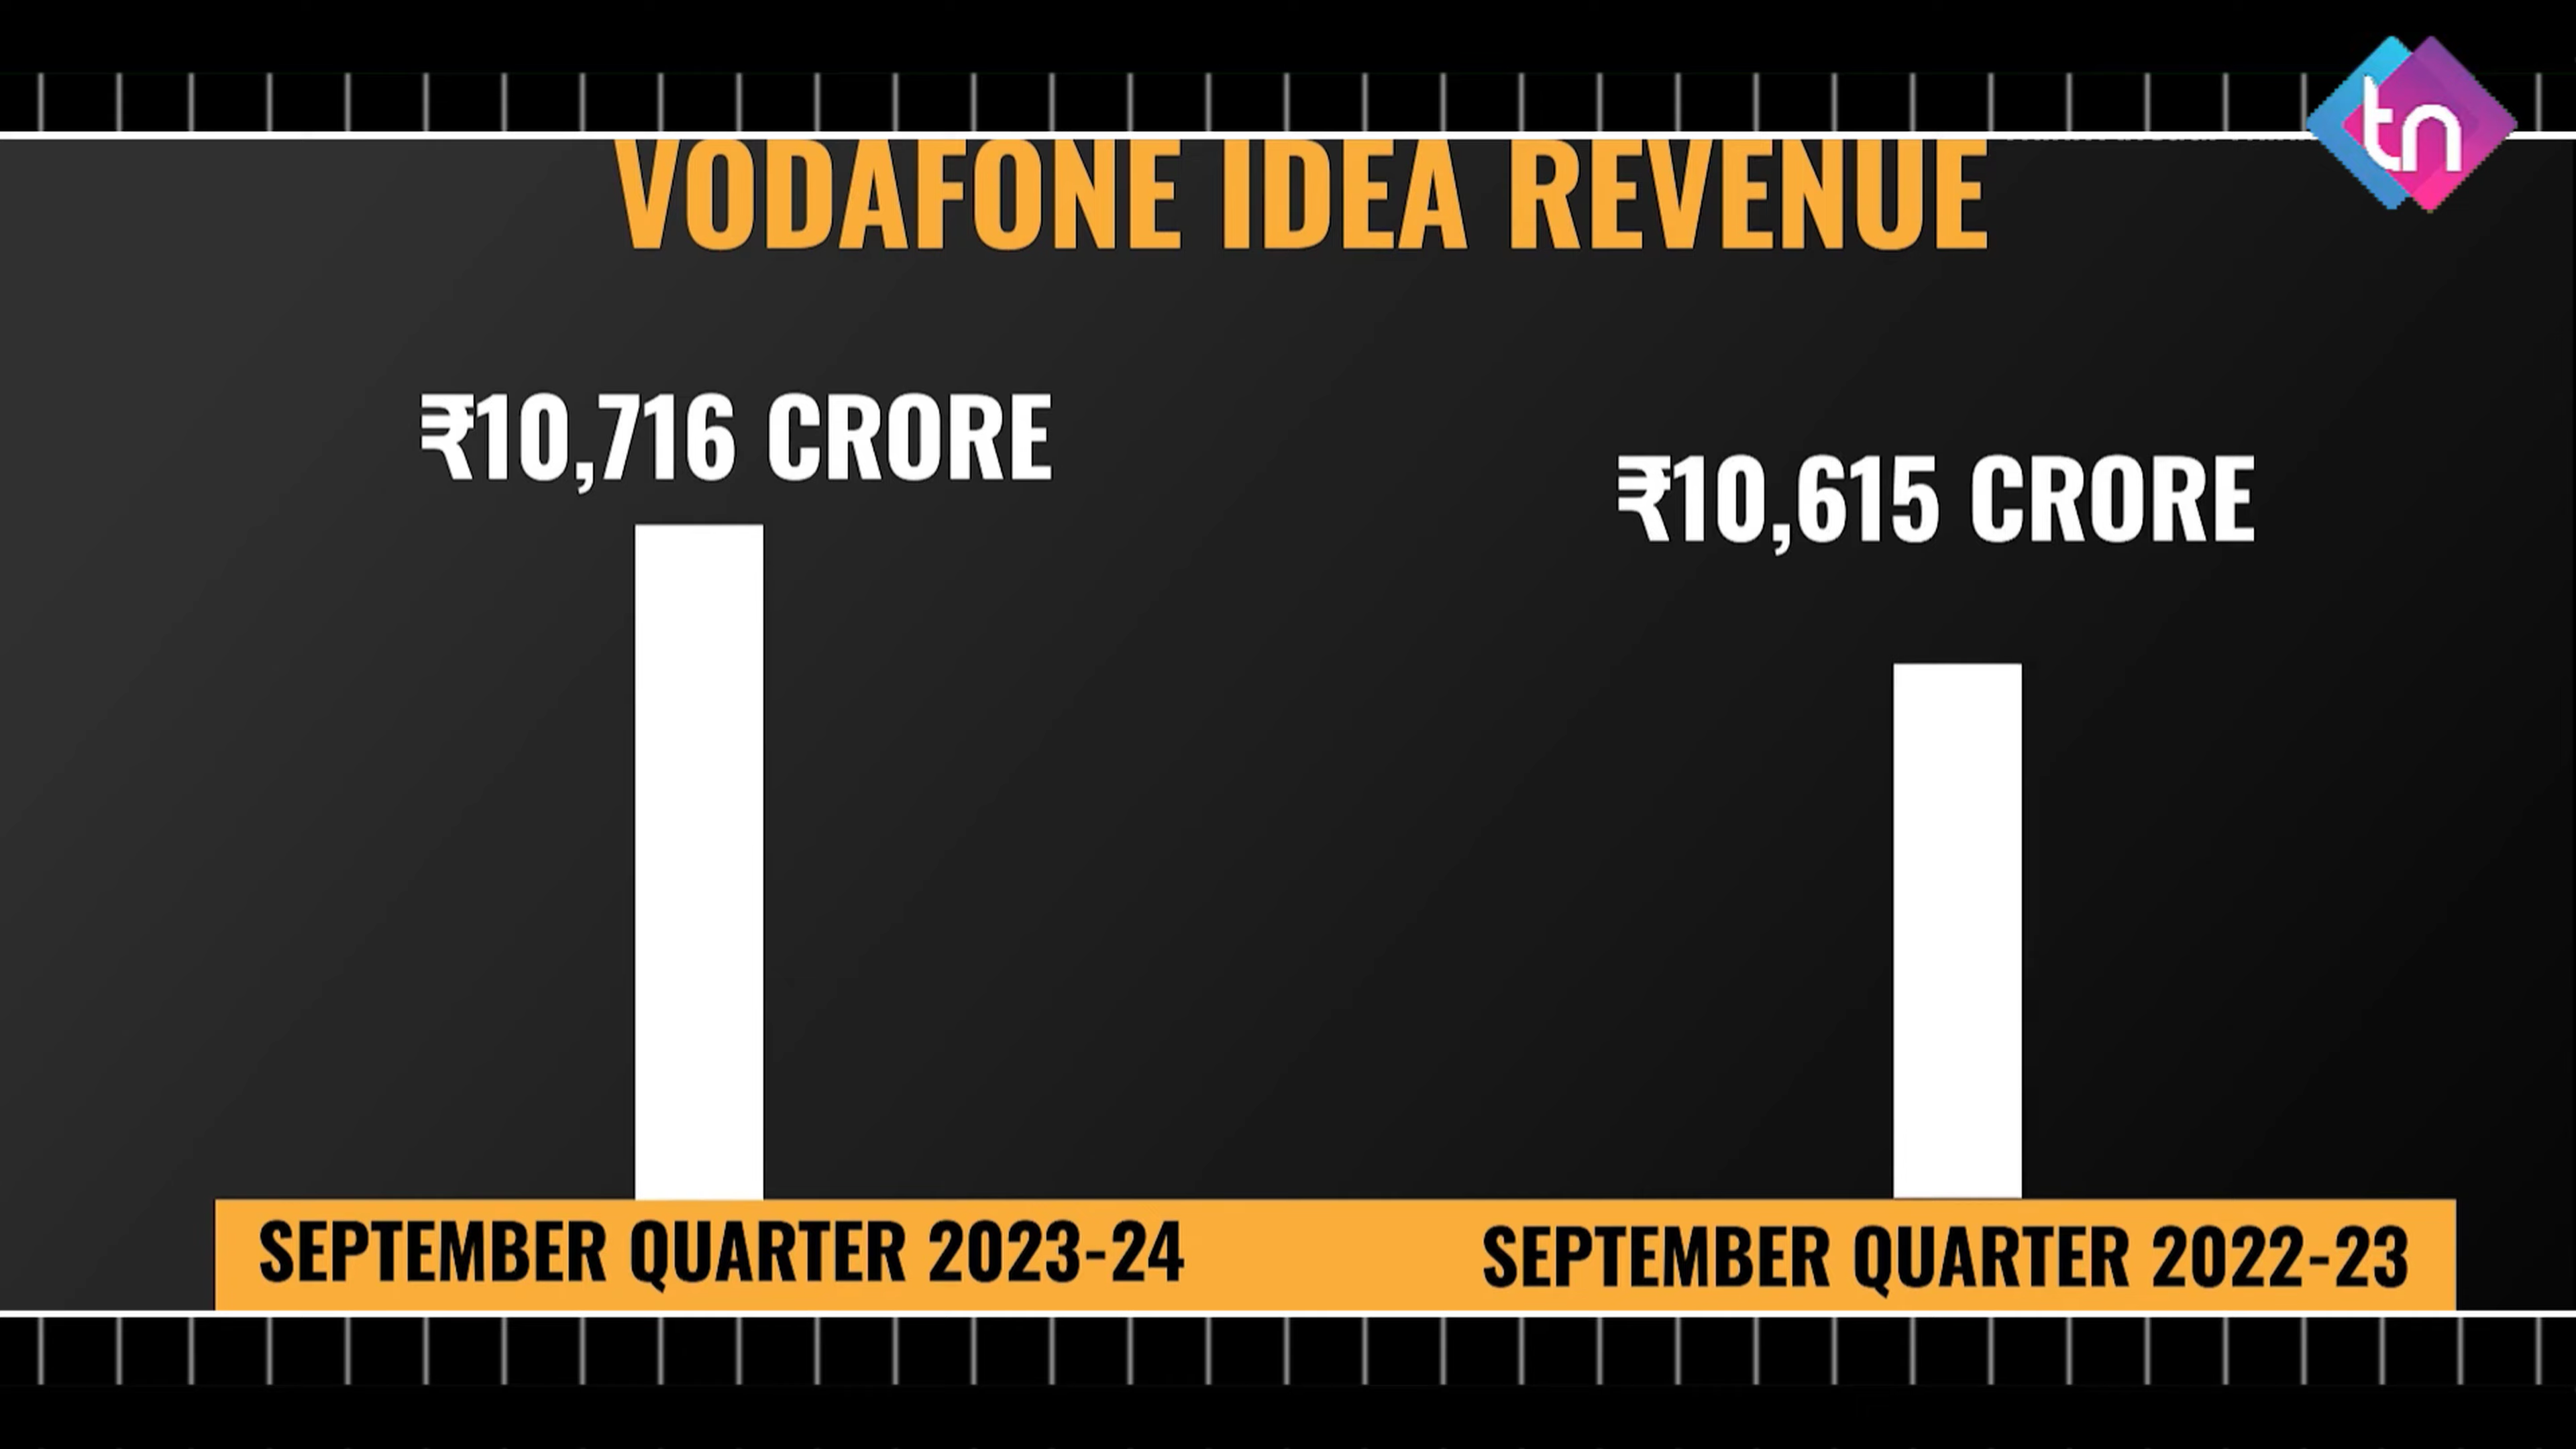 tn
VODAFONE IDEA REVENUE
₹10,716 CRORE
₹10,615 CRORE
SEPTEMBER QUARTER 2023-24
SEPTEMBER QUARTER 2022-23